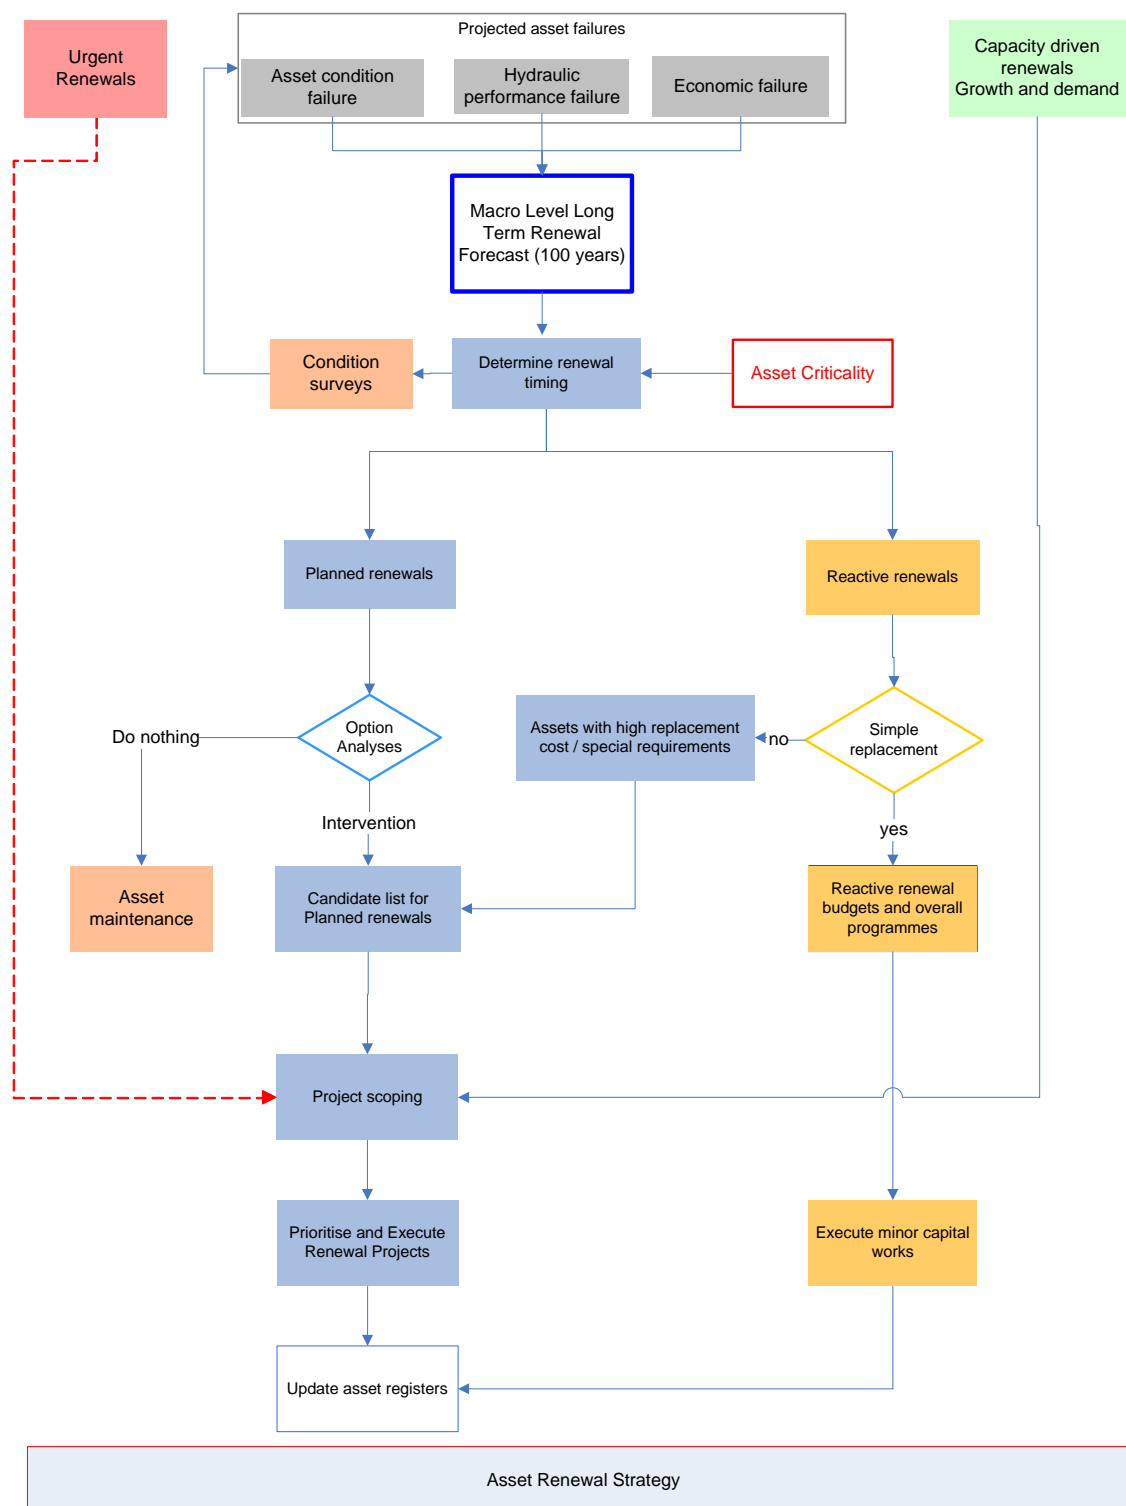 Urgent
Renewals
Projected asset failures
Asset condition
failure
Hydraulic
performance failure
Economic failure
Capacity driven
renewals
Growth and demand
Macro Level Long
Term Renewal
Forecast (100 years)
Condition
surveys
Determine renewal
timing
Asset Criticality
Planned renewals
Reactive renewals
Do nothing
Option
Analyses
Assets with high replacement
cost / special requirements
no
Simple
replacement
Intervention
yes
Asset
maintenance
Candidate list for
Planned renewals
Reactive renewal
budgets and overall
programmes
Project scoping
Prioritise and Execute
Renewal Projects
Execute minor capital
works
Update asset registers
Asset Renewal Strategy